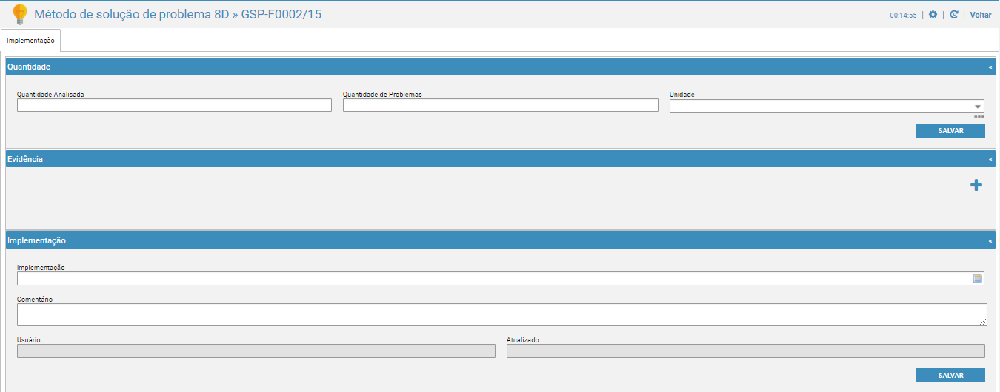 Método de solução de problema 8D » GSP-F0002/15
00:14:55 | | | Voltar
Implementação
Quantidade «
Quantidade Analisada Quantidade de Problemas Unidade
SALVAR
Evidência «
Implementação «
Implementação
Comentário
Usuário Atualizado
SALVAR